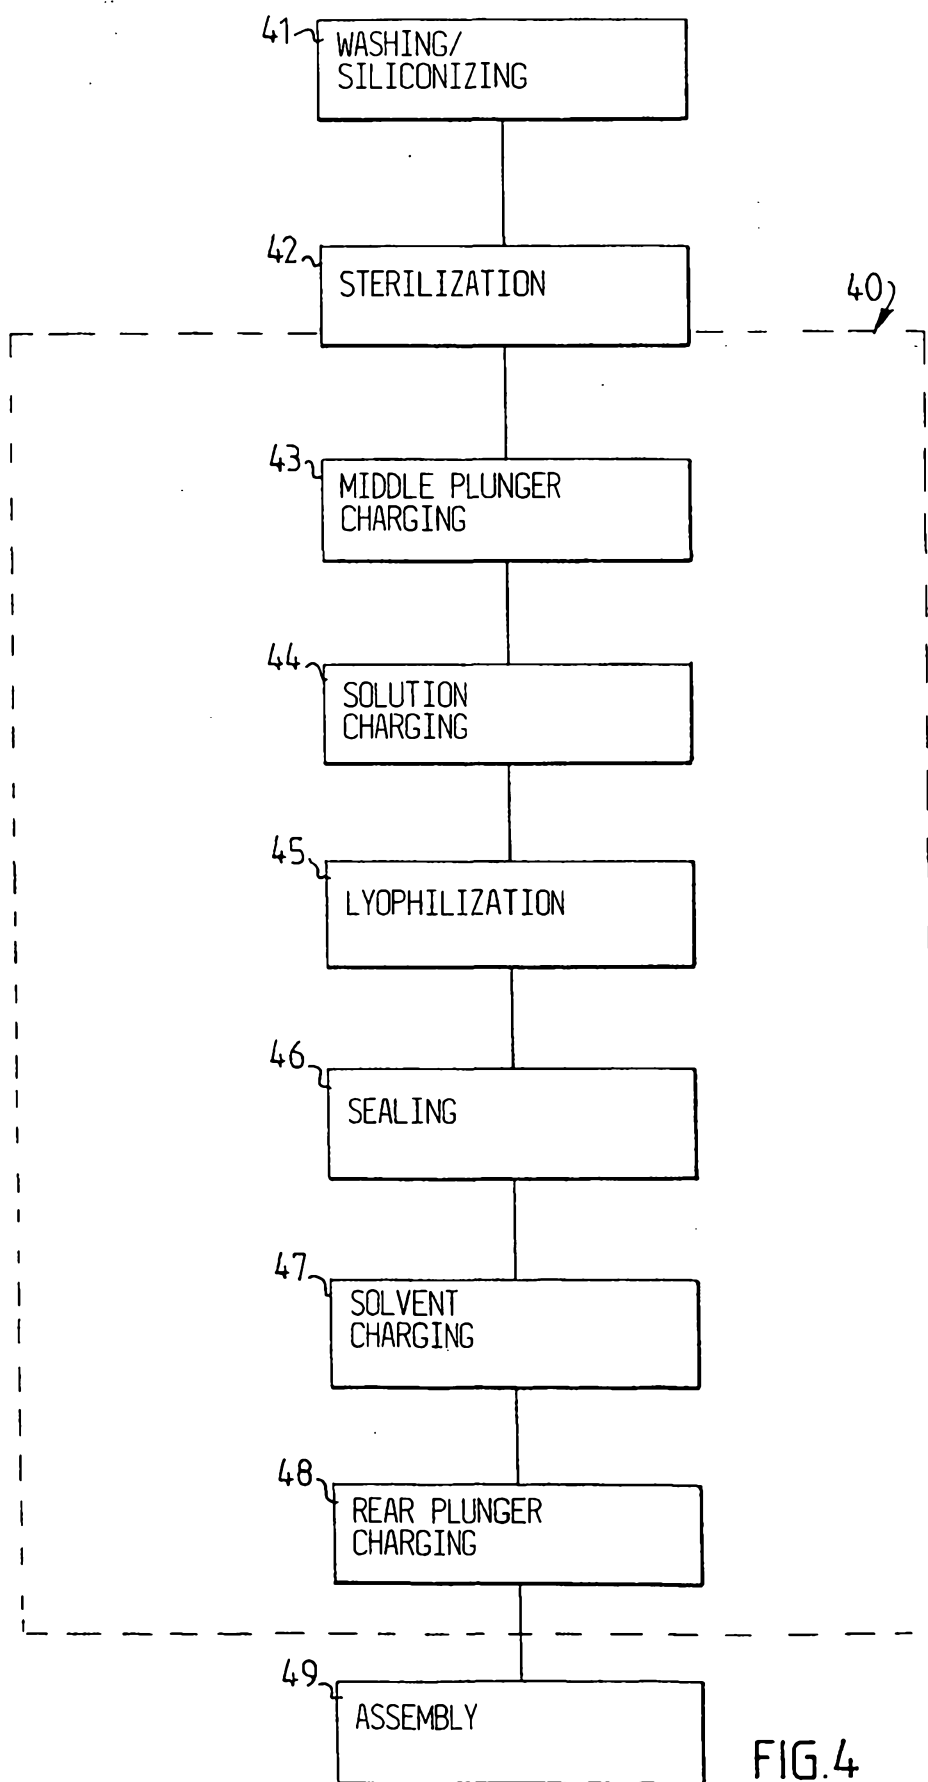 41
WASHING/
SILICONIZING
42
STERILIZATION
40
43
MIDDLE PLUNGER
CHARGING
44
SOLUTION
CHARGING
45
LYOPHILIZATION
46
SEALING
47
SOLVENT
CHARGING
48
REAR PLUNGER
CHARGING
49
ASSEMBLY
FIG.4